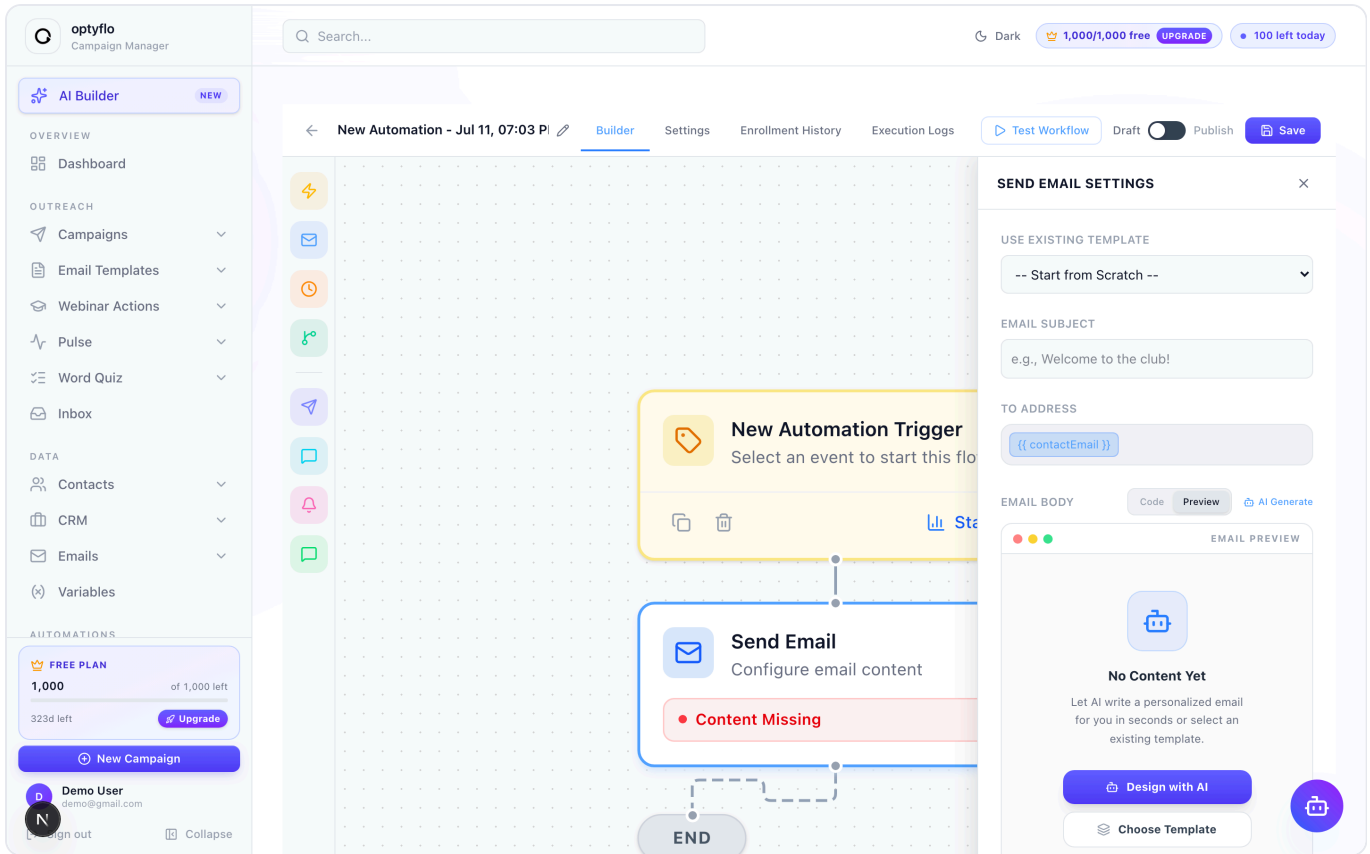 optyflo
Campaign Manager
Search...
Dark
1,000/1,000 free
UPGRADE
100 left today
AI Builder
NEW
OVERVIEW
Dashboard
OUTREACH
Campaigns
Email Templates
Webinar Actions
Pulse
Word Quiz
Inbox
DATA
Contacts
CRM
Emails
Variables
AUTOMATIONS
FREE PLAN
1,000
of 1,000 left
323d left
Upgrade
New Campaign
D
Demo User
demo@gmail.com
N
Sign out
Collapse
New Automation - Jul 11, 07:03 P
Builder
Settings
Enrollment History
Execution Logs
Test Workflow
Draft
Publish
Save
New Automation Trigger
Select an event to start this flo
Sta
Send Email
Configure email content
Content Missing
END
SEND EMAIL SETTINGS
USE EXISTING TEMPLATE
-- Start from Scratch --
EMAIL SUBJECT
e.g., Welcome to the club!
TO ADDRESS
{{ contactEmail }}
EMAIL BODY
Code
Preview
AI Generate
EMAIL PREVIEW
No Content Yet
Let AI write a personalized email
for you in seconds or select an
existing template.
Design with AI
Choose Template